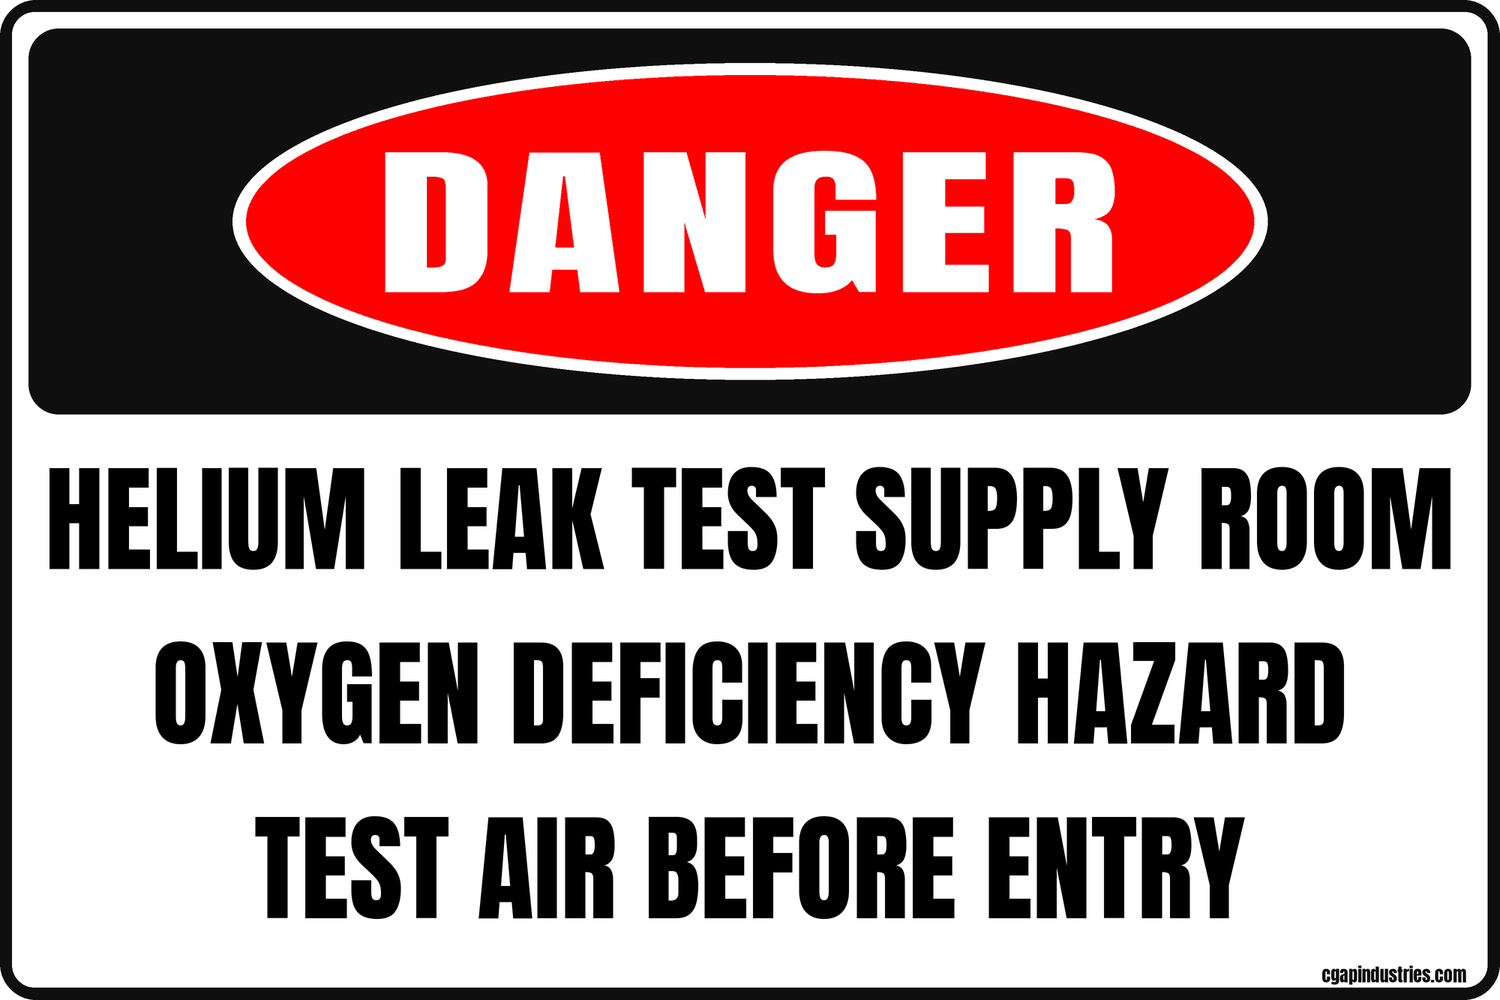 DANGER
HELIUM LEAK TEST SUPPLY ROOM
OXYGEN DEFICIENCY HAZARD
TEST AIR BEFORE ENTRY
cgapindustries.com